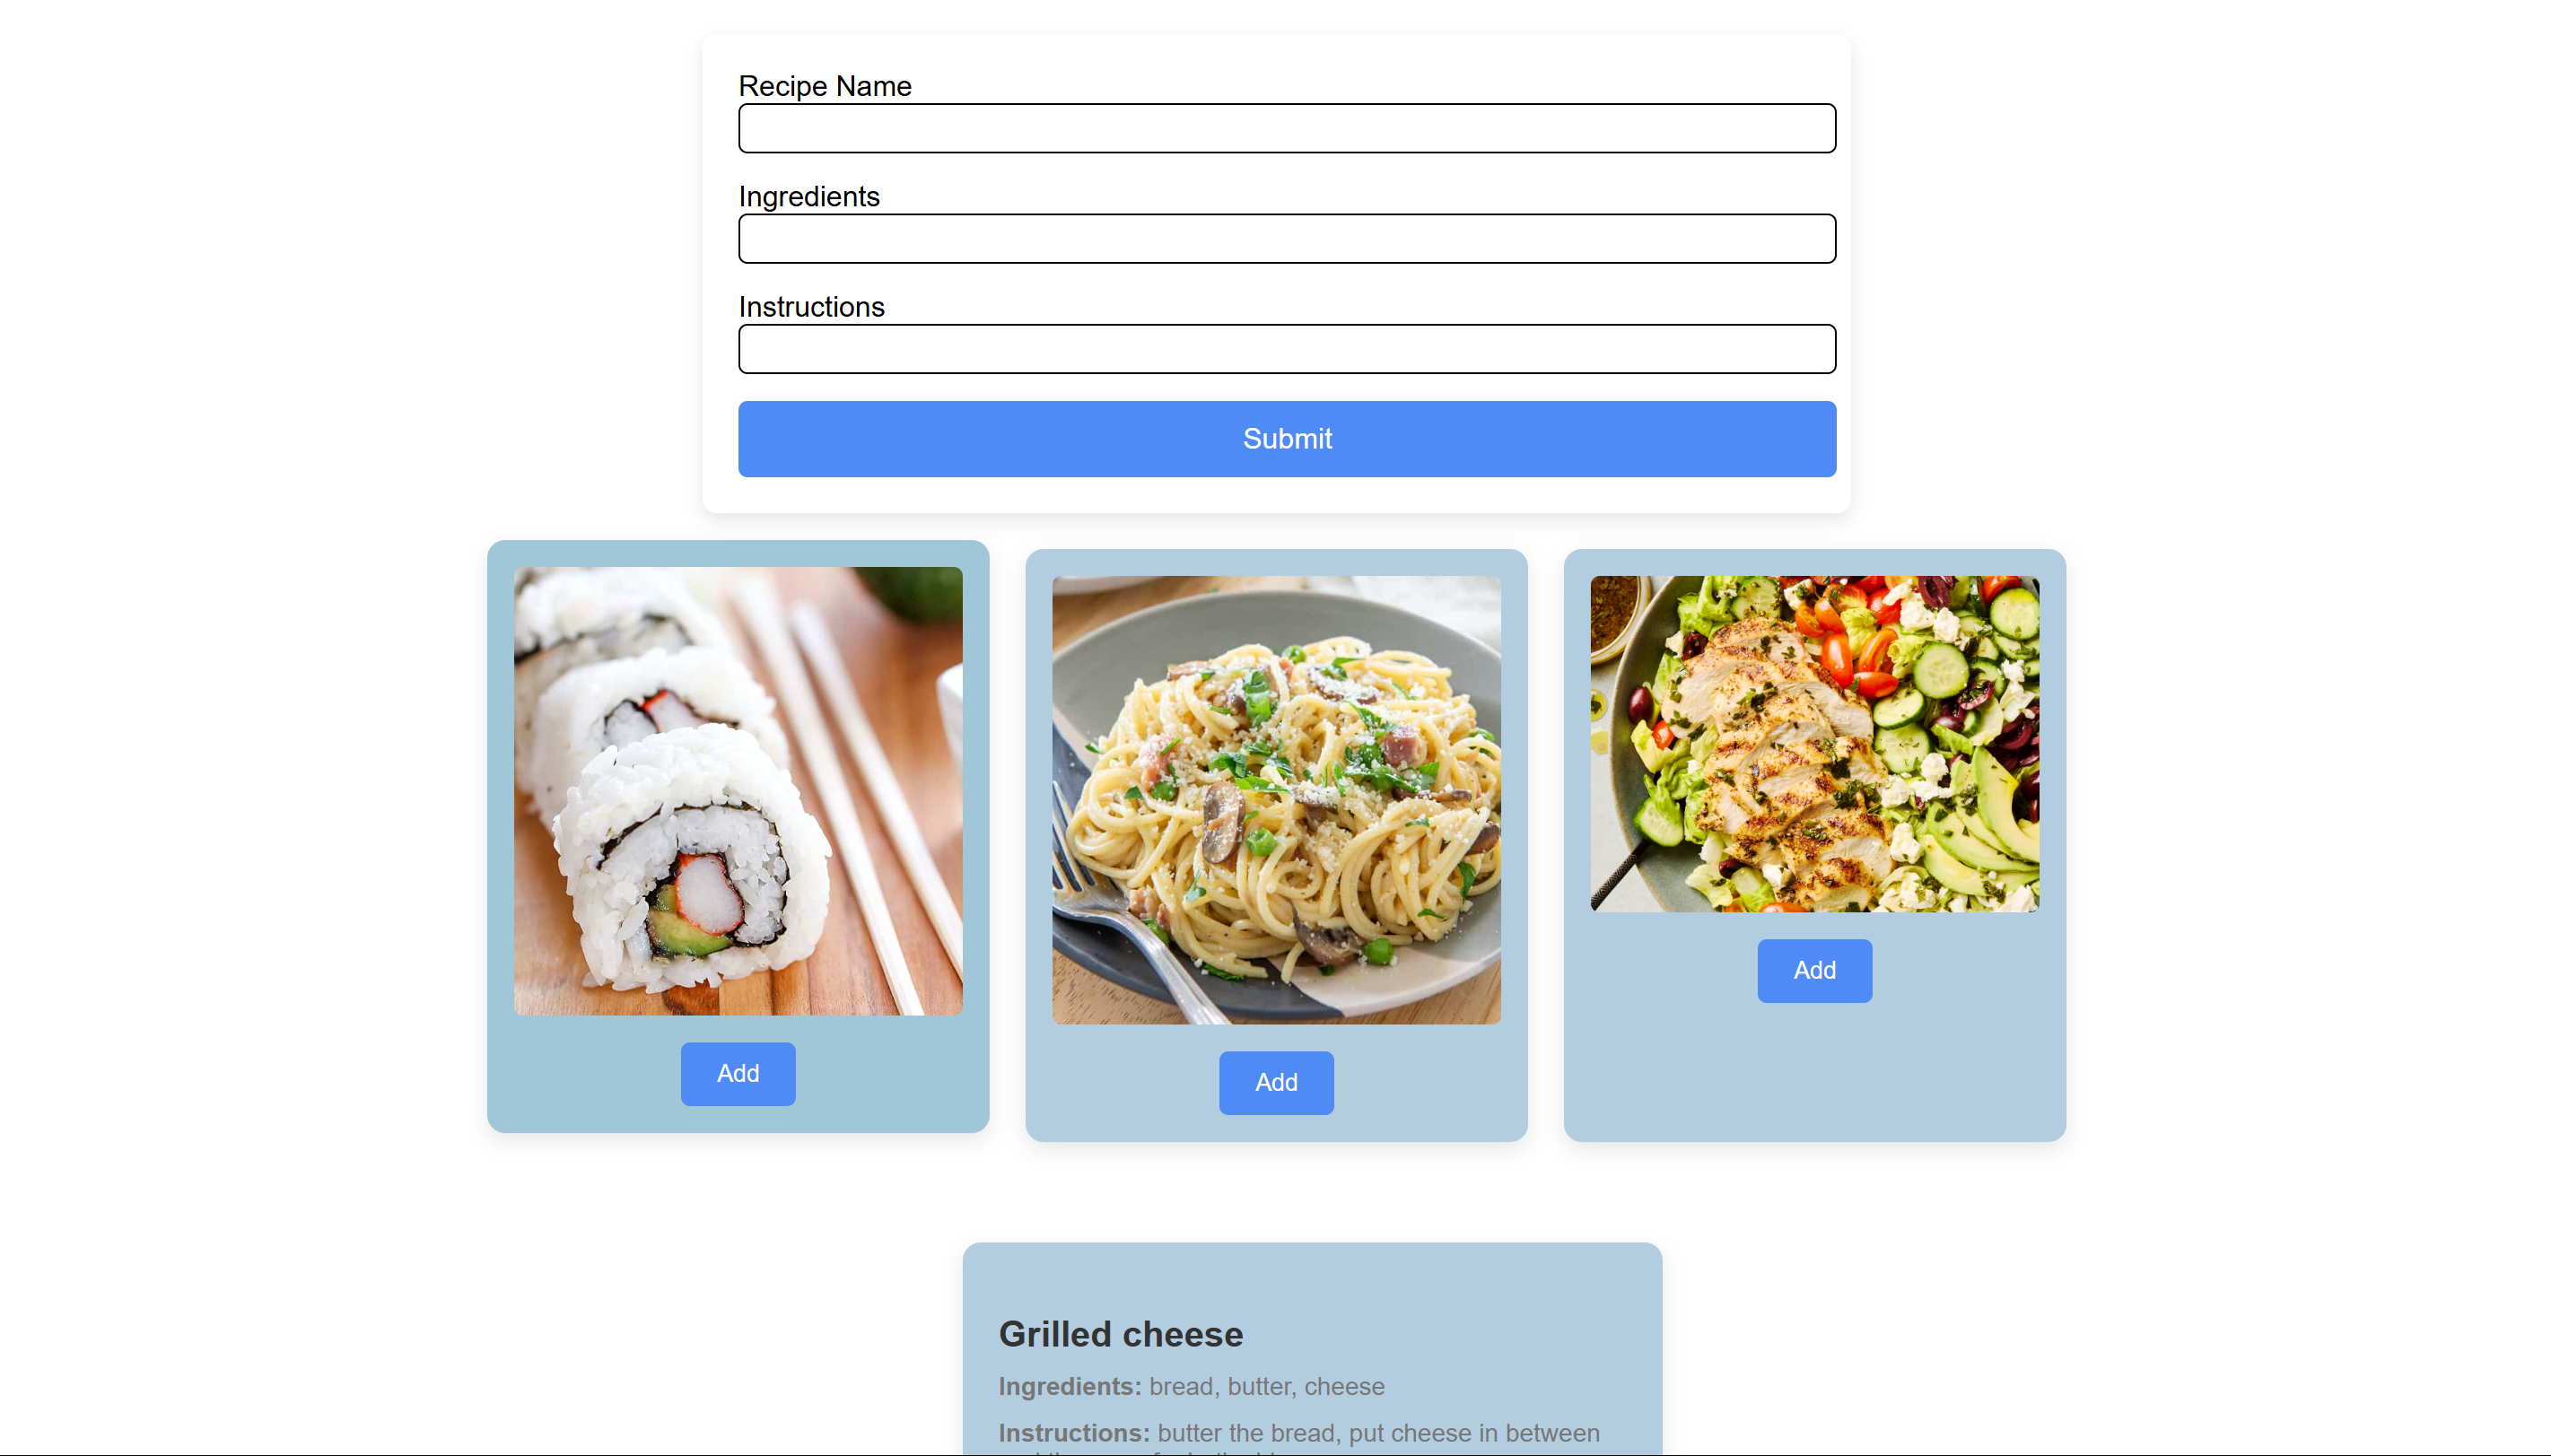 Recipe Name
Ingredients
Instructions
Submit
Add
Add
Add
Grilled cheese
Ingredients: bread, butter, cheese
Instructions: butter the bread, put cheese in between